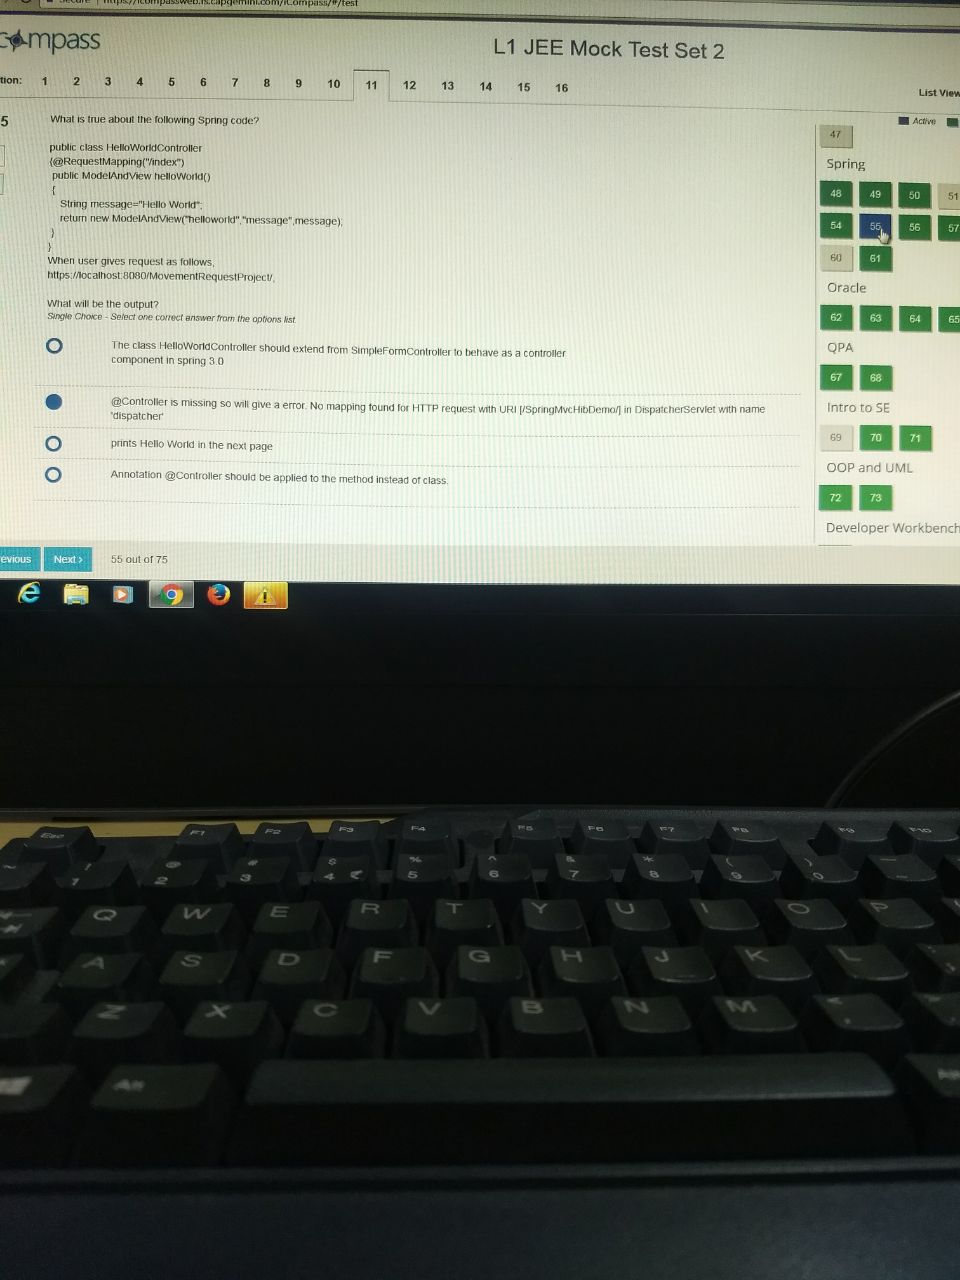 https://icompassweb.fs.capgemini.com/iCompass/#/test
compass
L1 JEE Mock Test Set 2
tion: 1 2 3 4 5 6 7 8 9 10 11 12 13 14 15 16
List View
5
What is true about the following Spring code?
Active
public class HelloWorldController
{@RequestMapping("/index")
public ModelAndView helloWorld()
{
String message="Hello World";
return new ModelAndView("helloworld","message",message);
}
}
When user gives request as follows,
https://localhost:8080/MovementRequestProject/,
What will be the output?
Single Choice - Select one correct answer from the options list
The class HelloWorldController should extend from SimpleFormController to behave as a controller
component in spring 3.0
@Controller is missing so will give a error. No mapping found for HTTP request with URI [/SpringMvcHibDemo/] in DispatcherServlet with name
'dispatcher'
prints Hello World in the next page
Annotation @Controller should be applied to the method instead of class.
47
Spring
48 49 50 51
54 55 56 57
60 61
Oracle
62 63 64 65
QPA
67 68
Intro to SE
69 70 71
OOP and UML
72 73
Developer Workbench
evious Next > 55 out of 75
Esc F1 F2 F3 F4 F5 F6 F7 F8 F9 F10
~ ! 1 @ 2 # 3 $ 4 % 5 ^ 6 & 7 * 8 ( 9 ) 0
Q W E R T Y U I O P
A S D F G H J K L
Z X C V B N M
Alt